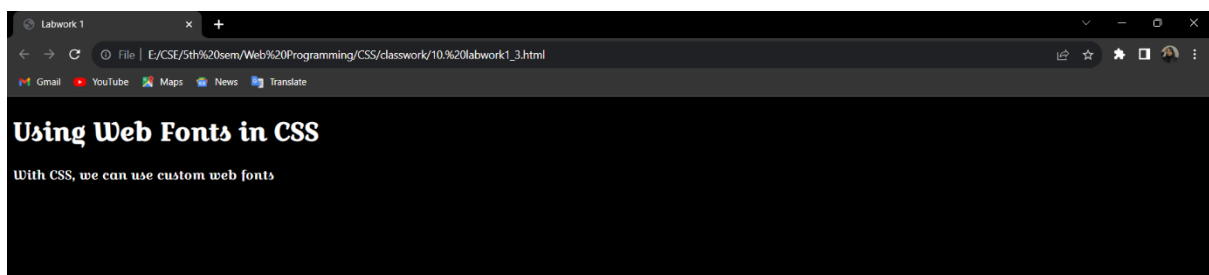 Labwork 1
File | E:/CSE/5th%20sem/Web%20Programming/CSS/classwork/10.%20labwork1_3.html
Gmail YouTube Maps News Translate
Using Web Fonts in CSS
With CSS, we can use custom web fonts